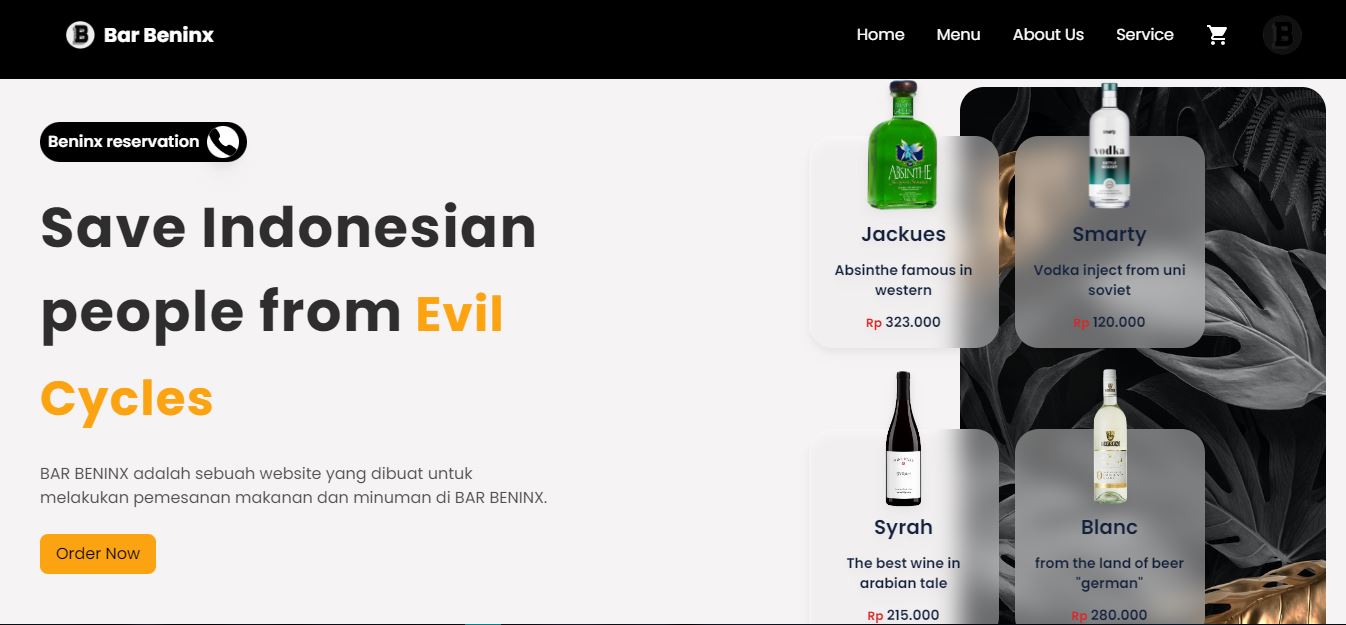 Bar Beninx
Home
Menu
About Us
Service
Beninx reservation
Save Indonesian
people from Evil
Cycles
BAR BENINX adalah sebuah website yang dibuat untuk
melakukan pemesanan makanan dan minuman di BAR BENINX.
Order Now
ABSINTHE
Jackues
Absinthe famous in
western
Rp 323.000
vodka
Smarty
Vodka inject from uni
soviet
Rp 120.000
SYRAH
Syrah
The best wine in
arabian tale
Rp 215.000
Blanc
from the land of beer
"german"
Rp 280.000